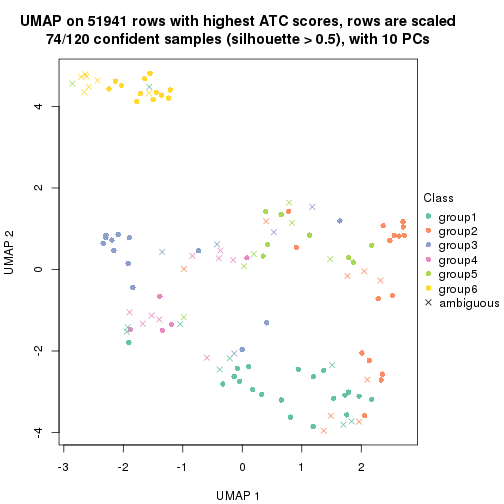 UMAP on 51941 rows with highest ATC scores, rows are scaled
74/120 confident samples (silhouette > 0.5), with 10 PCs
Class
group1
group2
group3
group4
group5
group6
ambiguous
UMAP 2
4
2
0
-2
-4
-3
-2
-1
0
1
2
UMAP 1